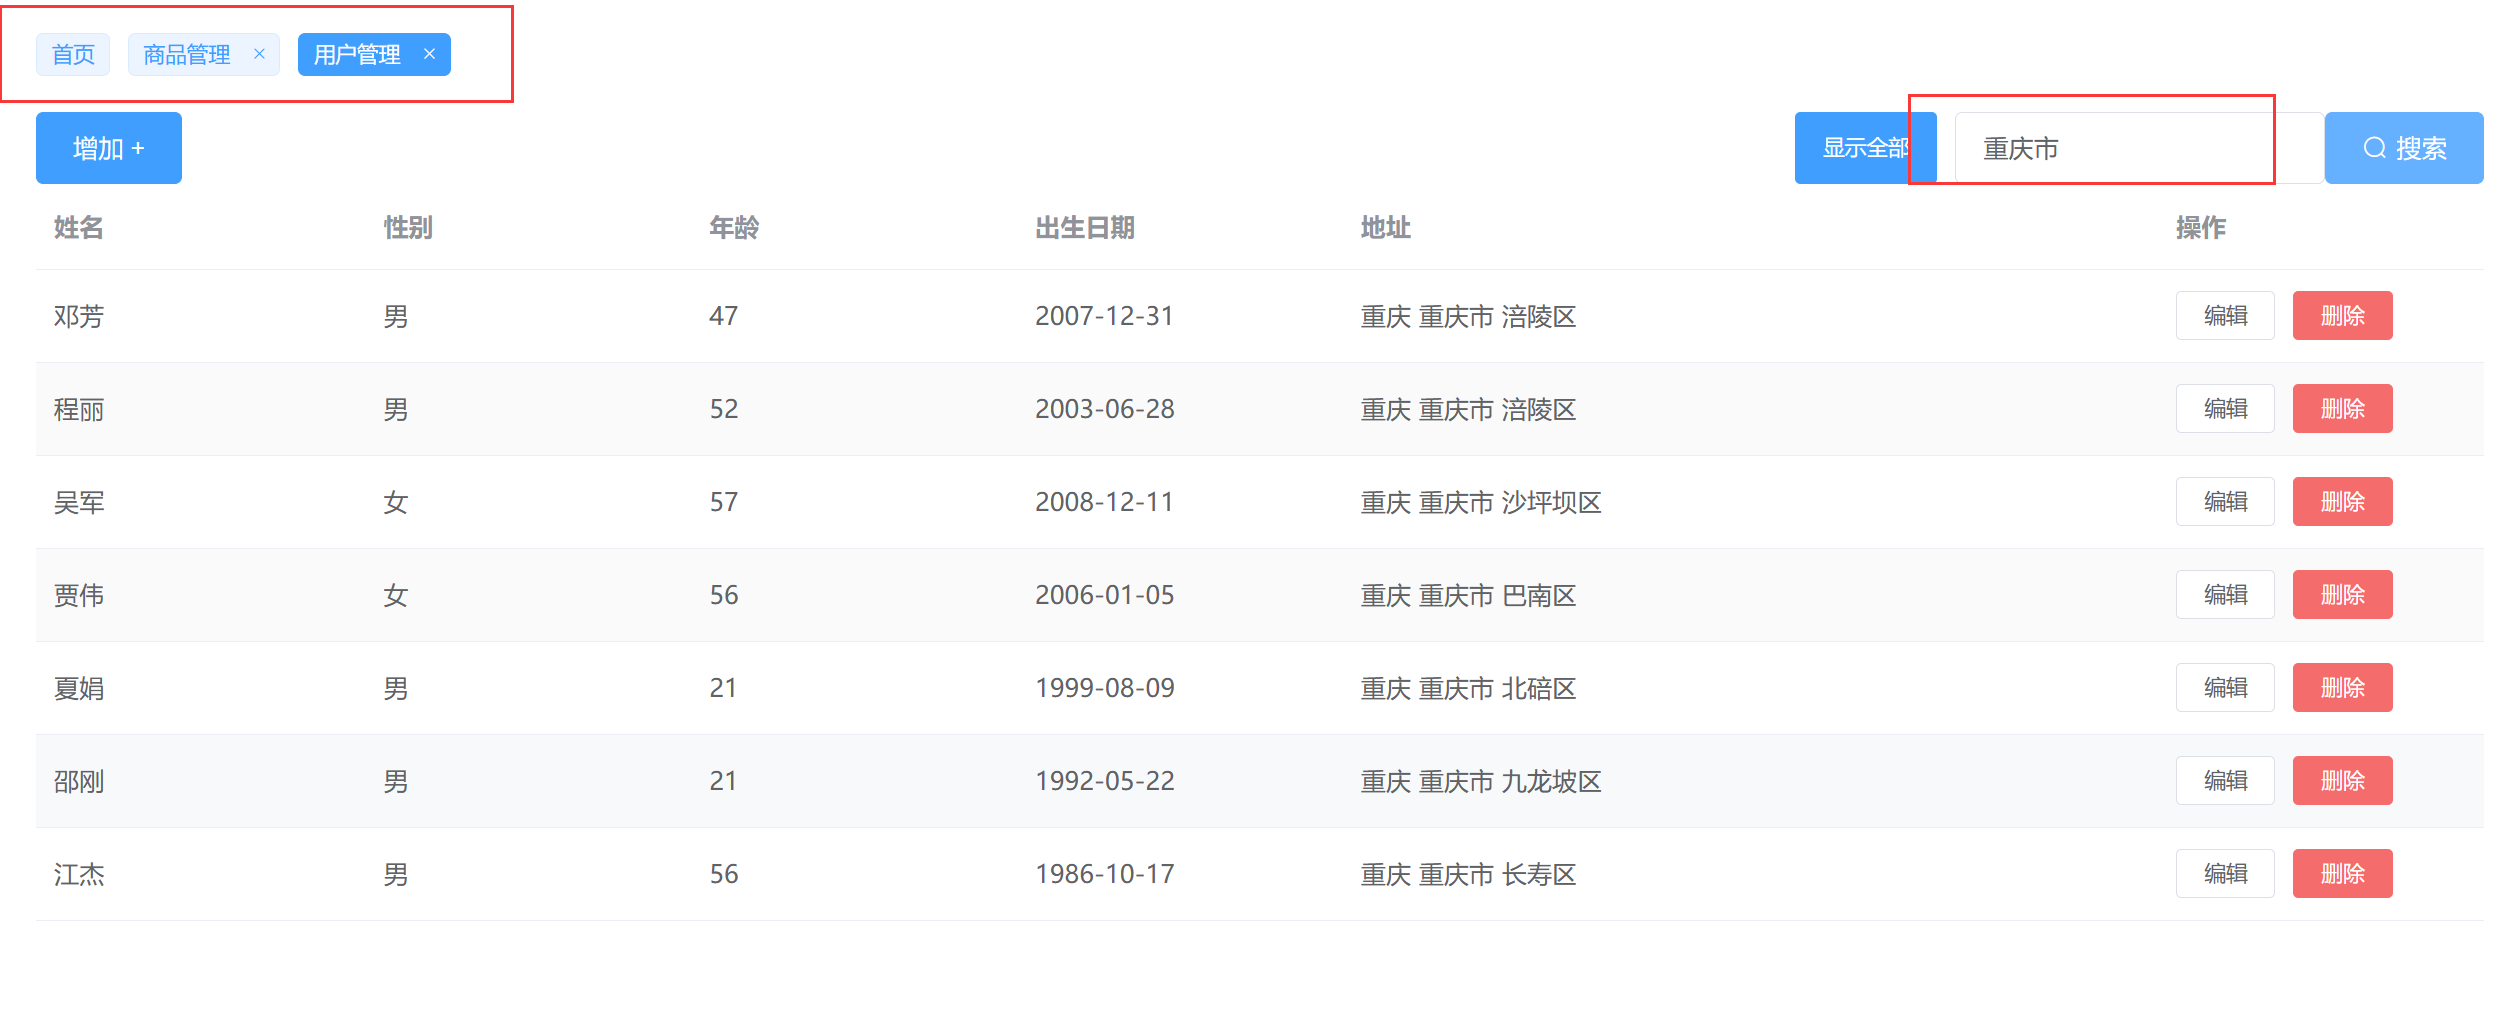 首页 商品管理 × 用户管理 ×
增加 + 显示全部 重庆市 搜索
姓名 性别 年龄 出生日期 地址 操作
邓芳 男 47 2007-12-31 重庆 重庆市 涪陵区 编辑 删除
程丽 男 52 2003-06-28 重庆 重庆市 涪陵区 编辑 删除
吴军 女 57 2008-12-11 重庆 重庆市 沙坪坝区 编辑 删除
贾伟 女 56 2006-01-05 重庆 重庆市 巴南区 编辑 删除
夏娟 男 21 1999-08-09 重庆 重庆市 北碚区 编辑 删除
邵刚 男 21 1992-05-22 重庆 重庆市 九龙坡区 编辑 删除
江杰 男 56 1986-10-17 重庆 重庆市 长寿区 编辑 删除